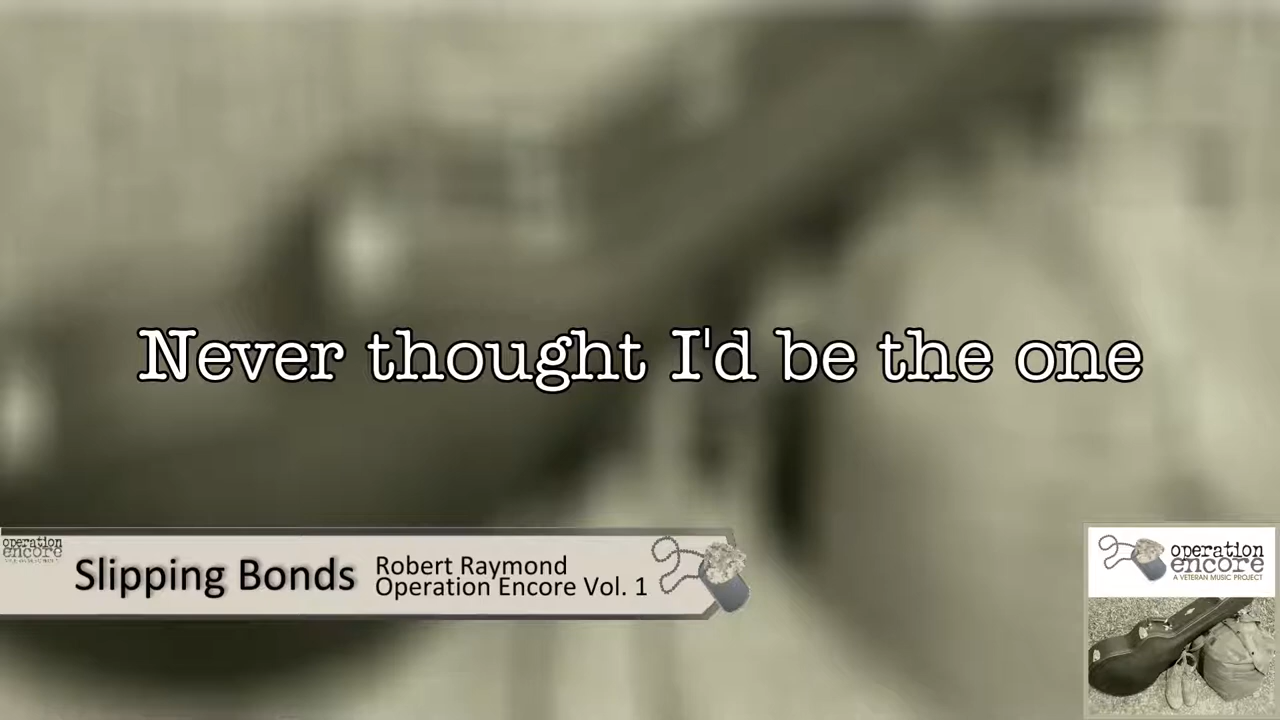 Never thought I'd be the one
operation
encore
Slipping Bonds
Robert Raymond
Operation Encore Vol. 1
operation
encore
A VETERAN MUSIC PROJECT